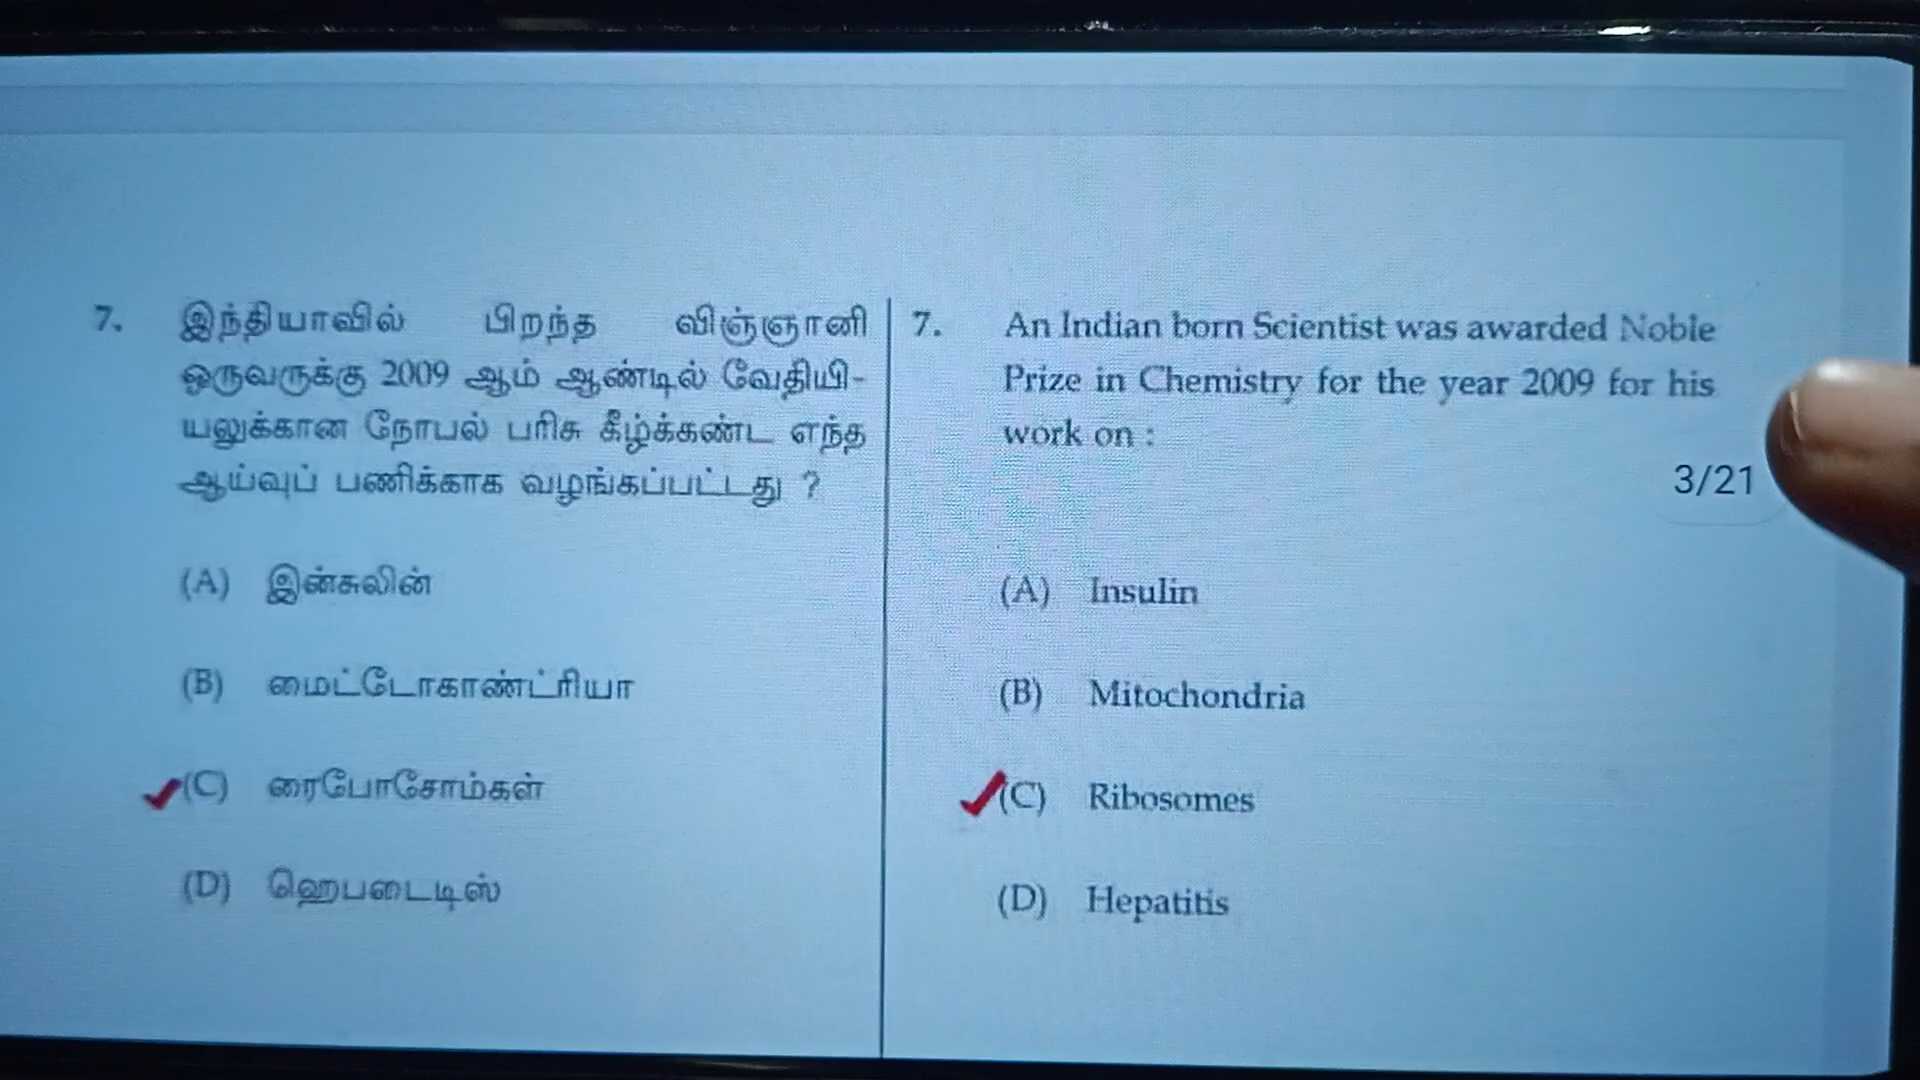 7. இந்தியாவில் பிறந்த விஞ்ஞானி
ஒருவருக்கு 2009 ஆம் ஆண்டில் வேதியி-
யலுக்கான நோபல் பரிசு கீழ்க்கண்ட எந்த
ஆய்வுப் பணிக்காக வழங்கப்பட்டது ?
(A) இன்சுலின்
(B) மைட்டோகாண்ட்ரியா
(C) ரைபோசோம்கள்
(D) ஹெபடைடிஸ்
7. An Indian born Scientist was awarded Noble
Prize in Chemistry for the year 2009 for his
work on :
3/21
(A) Insulin
(B) Mitochondria
(C) Ribosomes
(D) Hepatitis